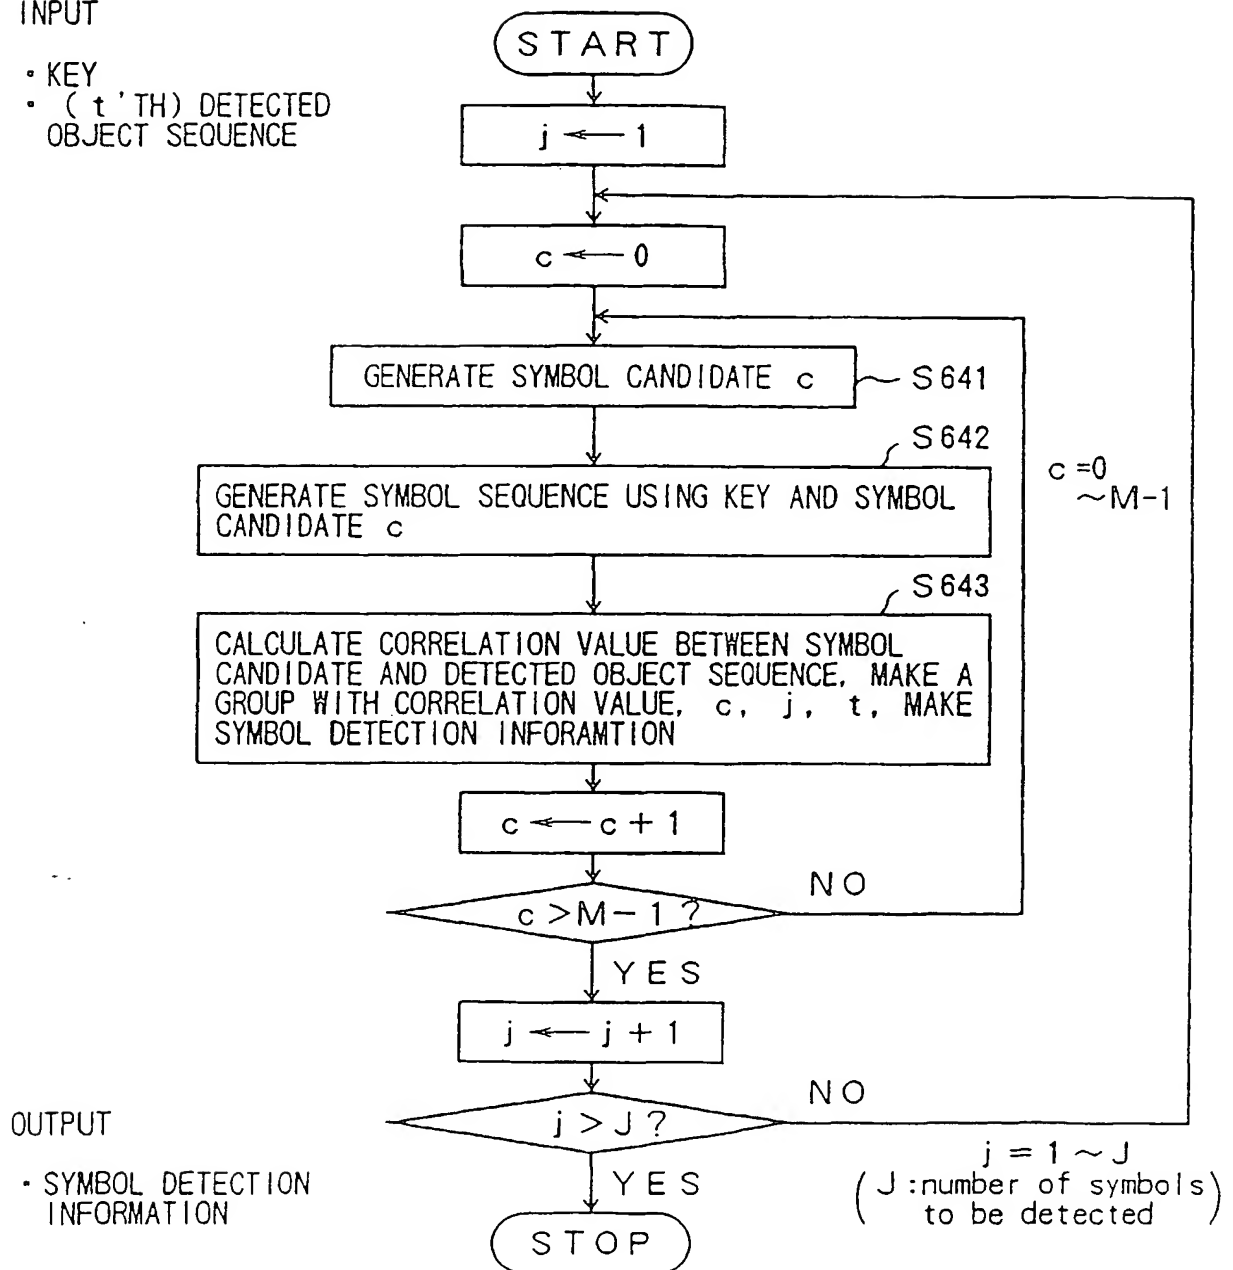 INPUT
・KEY
・(t'TH) DETECTED
OBJECT SEQUENCE
START
j ← 1
c ← 0
GENERATE SYMBOL CANDIDATE c
S641
S642
GENERATE SYMBOL SEQUENCE USING KEY AND SYMBOL
CANDIDATE c
c=0
~M-1
S643
CALCULATE CORRELATION VALUE BETWEEN SYMBOL
CANDIDATE AND DETECTED OBJECT SEQUENCE, MAKE A
GROUP WITH CORRELATION VALUE, c, j, t, MAKE
SYMBOL DETECTION INFORAMTION
c ← c + 1
c > M - 1 ?
NO
YES
j ← j + 1
j > J ?
NO
YES
j = 1 ~ J
(J:number of symbols
to be detected)
OUTPUT
・SYMBOL DETECTION
INFORMATION
STOP